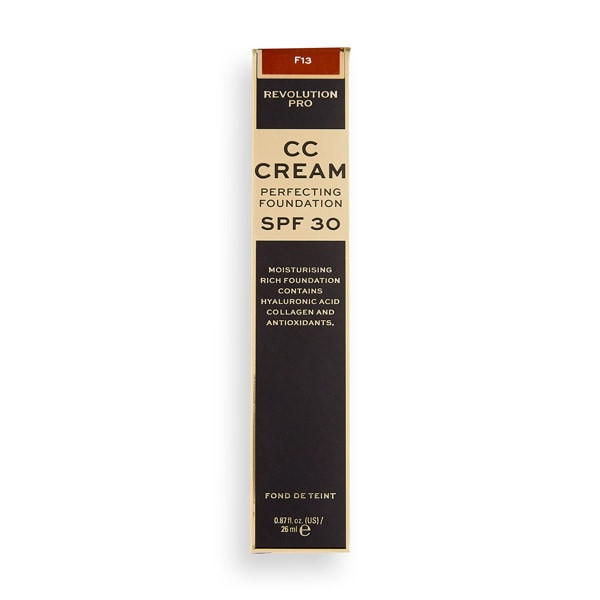 F13
REVOLUTION
PRO
CC
CREAM
PERFECTING
FOUNDATION
SPF 30
MOISTURISING
RICH FOUNDATION
CONTAINS
HYALURONIC ACID
COLLAGEN AND
ANTIOXIDANTS.
FOND DE TEINT
0.87 fl. oz. (US) /
26 ml ℮